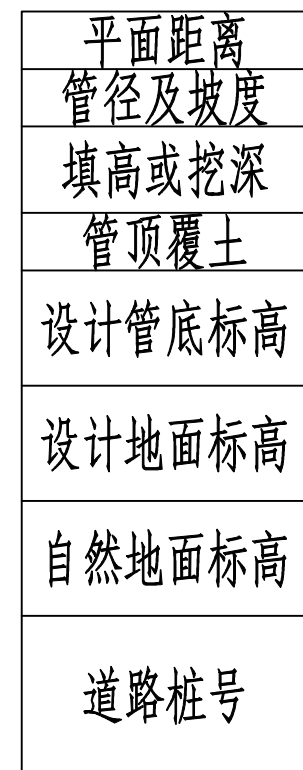 平面距离
管径及坡度
填高或挖深
管顶覆土
设计管底标高
设计地面标高
自然地面标高
道路桩号